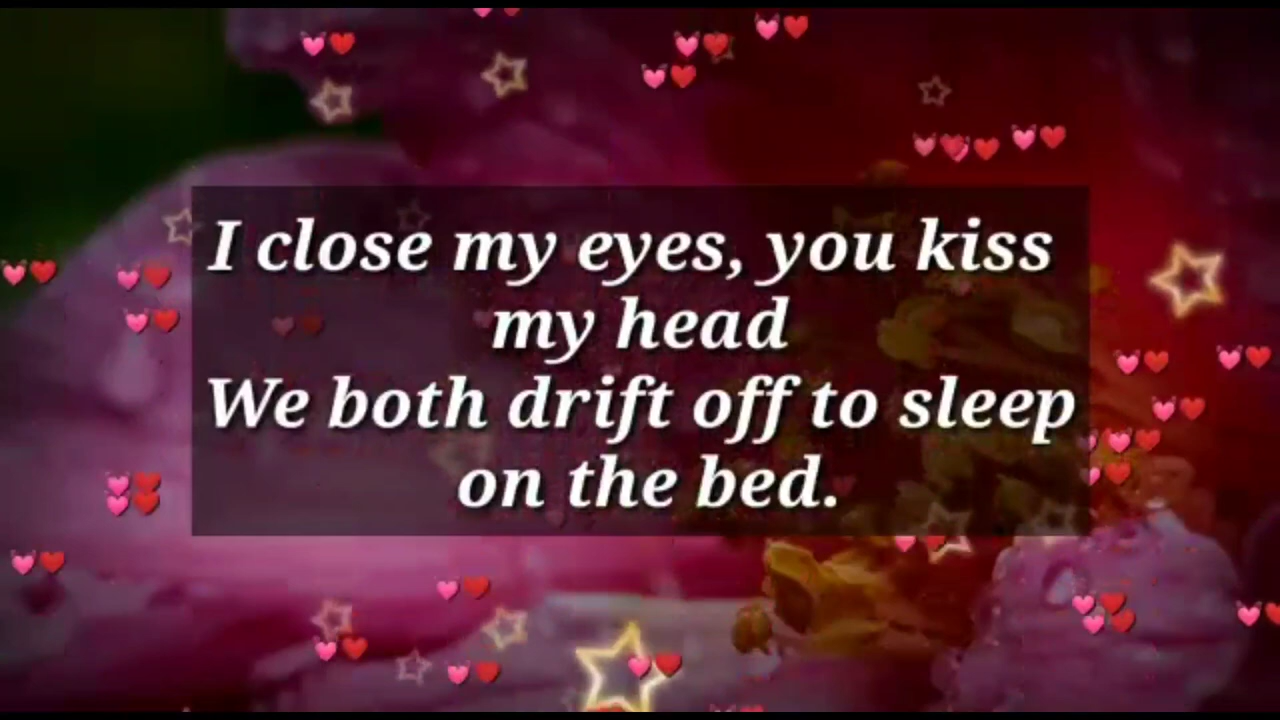 I close my eyes, you kiss
my head
We both drift off to sleep
on the bed.